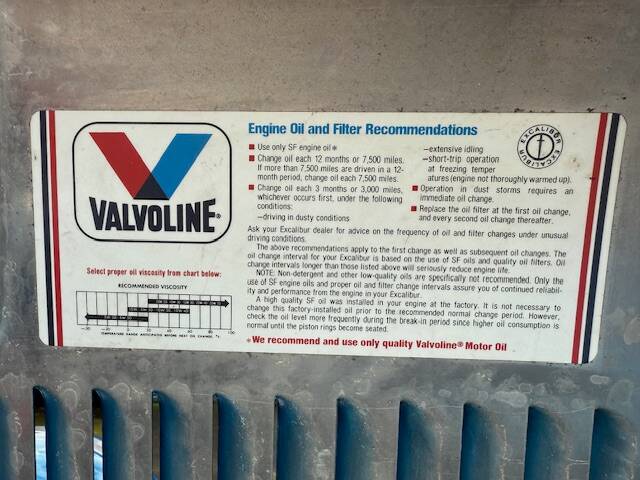 VALVOLINE®
Select proper oil viscosity from chart below:
RECOMMENDED VISCOSITY
TEMPERATURE RANGE ANTICIPATED BEFORE NEXT OIL CHANGE, °F.
Engine Oil and Filter Recommendations
■ Use only SF engine oil*
■ Change oil each 12 months or 7,500 miles.
If more than 7,500 miles are driven in a 12-
month period, change oil each 7,500 miles.
■ Change oil each 3 months or 3,000 miles,
whichever occurs first, under the following
conditions:
–driving in dusty conditions
–extensive idling
–short-trip operation
at freezing temper
atures (engine not thoroughly warmed up).
■ Operation in dust storms requires an
immediate oil change.
■ Replace the oil filter at the first oil change,
and every second oil change thereafter.
EXCALIBUR EXCALIBUR
Ask your Excalibur dealer for advice on the frequency of oil and filter changes under unusual
driving conditions.
The above recommendations apply to the first change as well as subsequent oil changes. The
oil change interval for your Excalibur is based on the use of SF oils and quality oil filters. Oil
change intervals longer than those listed above will seriously reduce engine life.
NOTE: Non-detergent and other low-quality oils are specifically not recommended. Only the
use of SF engine oils and proper oil and filter change intervals assure you of continued reliabil-
ity and performance from the engine in your Excalibur.
A high quality SF oil was installed in your engine at the factory. It is not necessary to
change this factory-installed oil prior to the recommended normal change period. However,
check the oil level more frequently during the break-in period since higher oil consumption is
normal until the piston rings become seated.
*We recommend and use only quality Valvoline® Motor Oil